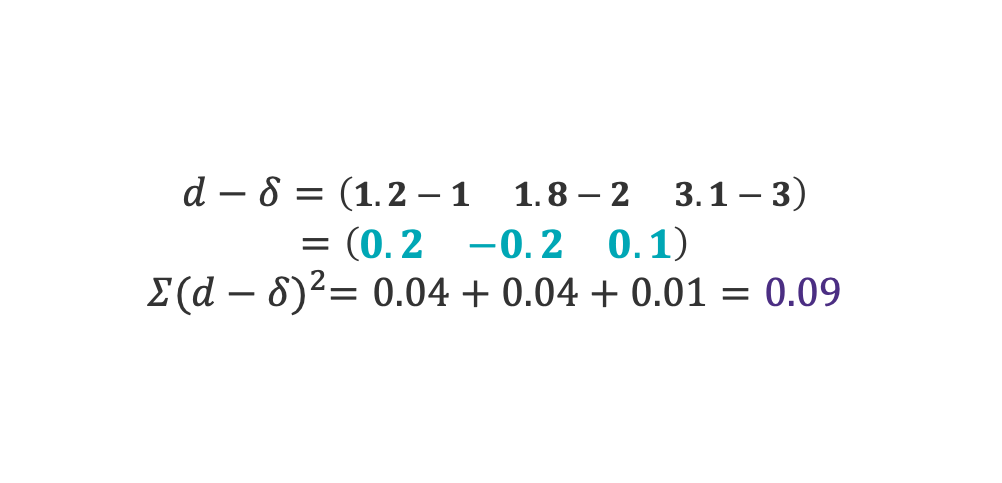 d − δ = (1.2 − 1 1.8 − 2 3.1 − 3)
= (0.2 −0.2 0.1)
Σ(d − δ)²= 0.04 + 0.04 + 0.01 = 0.09